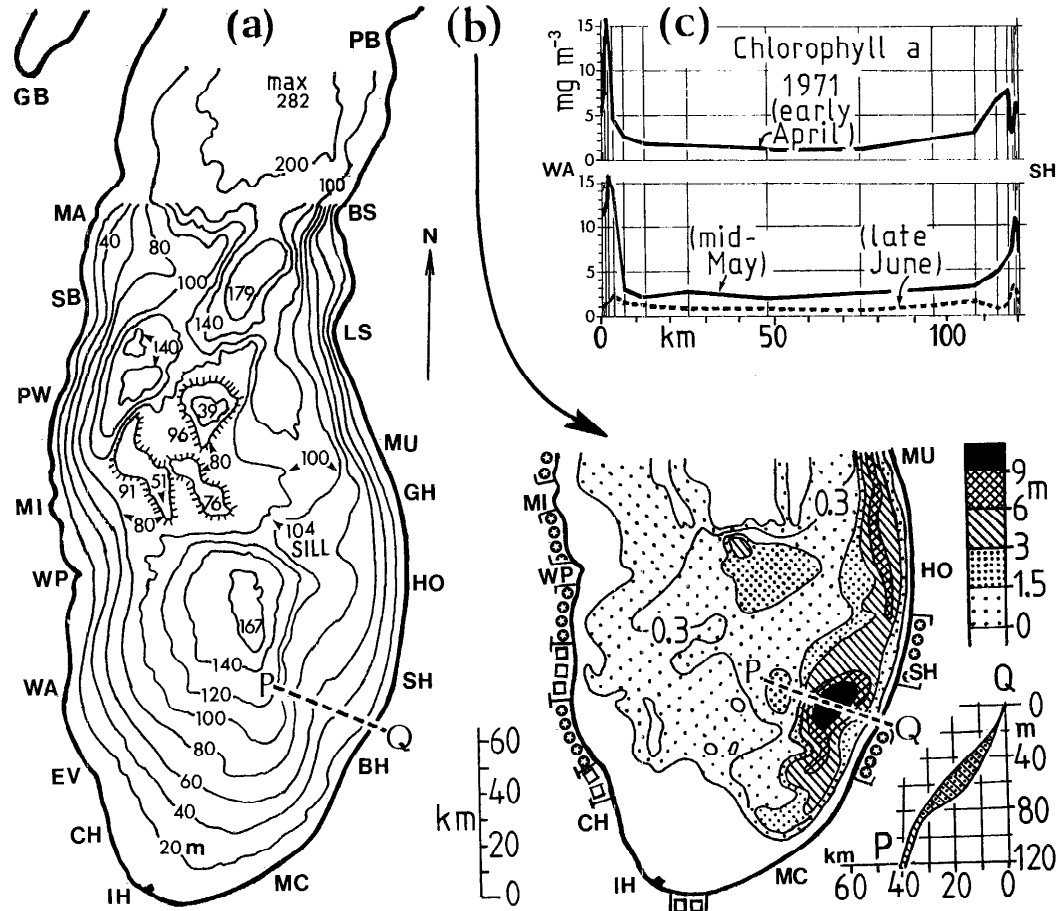 (a)
(b)
(c)
GB
PB
max
282
200
100
MA
BS
40
80
100
179
SB
140
LS
140
PW
39
96
80
MU
100
51
91
76
GH
MI
80
104
SILL
WP
HO
167
140
P
SH
WA
120
100
Q
80
BH
EV
60
40
CH
20 m
IH
MC
N
km
60
40
20
0
mg m-3
15
10
5
0
Chlorophyll a
1971
(early
April)
WA
SH
15
10
5
0
(mid-
May)
(late
June)
0
km
50
100
MU
MI
0.3
WP
HO
0.3
P
SH
Q
CH
IH
MC
9
m
6
3
1.5
0
Q
0
m
40
80
120
P
km
60
40
20
0